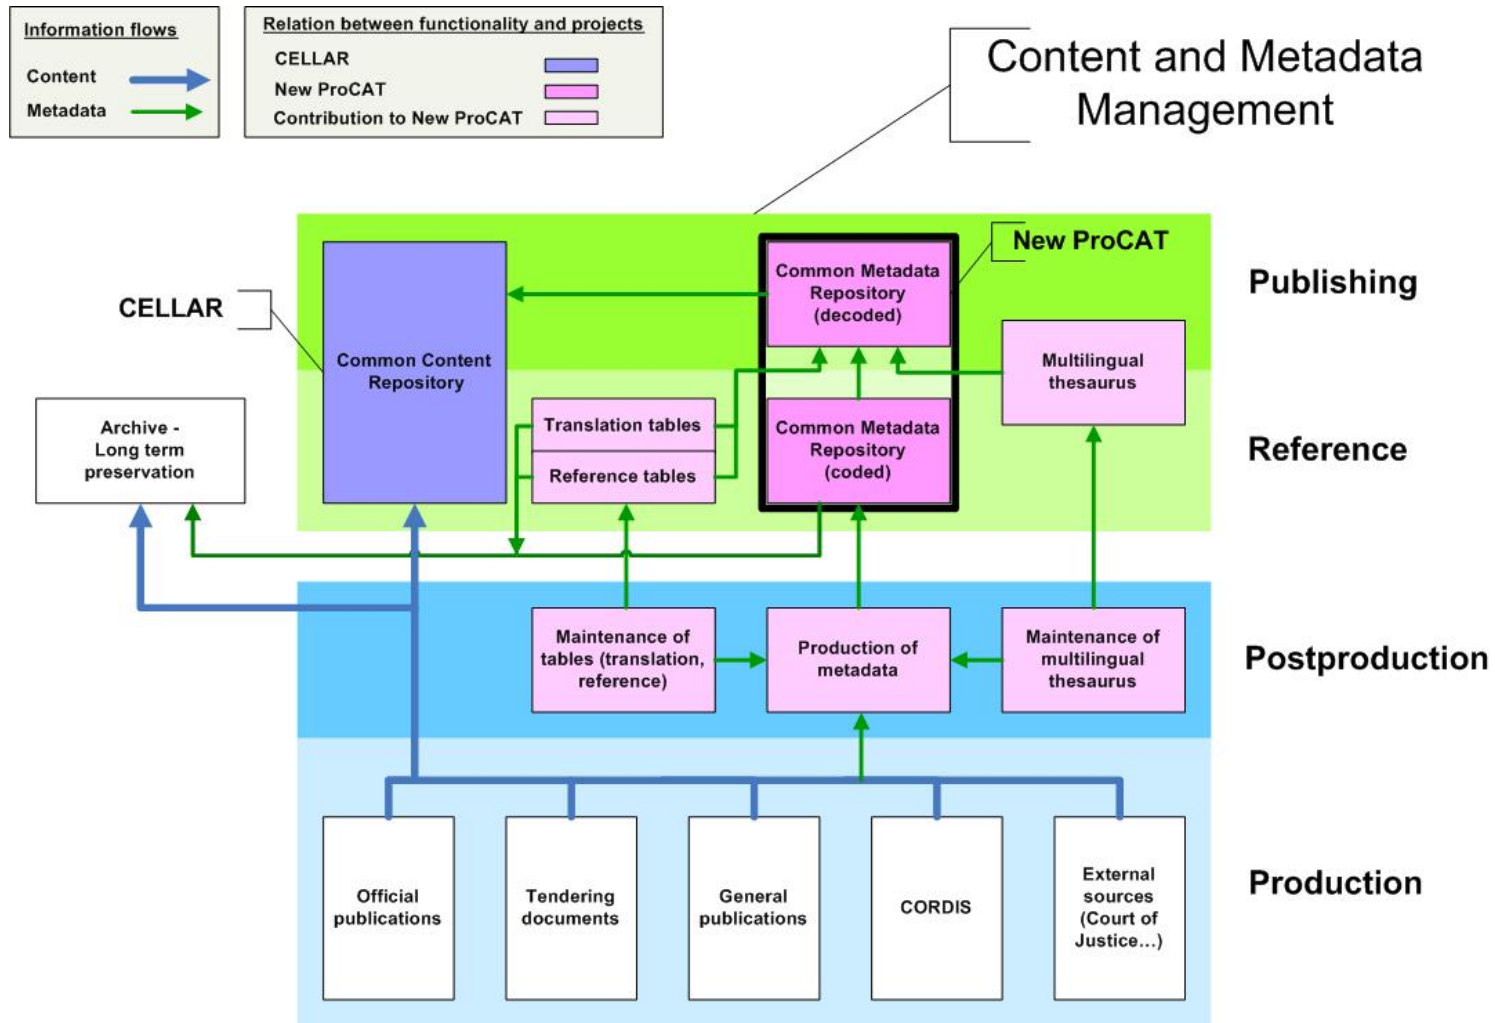 Information flows
Content
Metadata
Relation between functionality and projects
CELLAR
New ProCAT
Contribution to New ProCAT
Content and Metadata
Management
New ProCAT
CELLAR
Common Content
Repository
Common Metadata
Repository
(decoded)
Multilingual
thesaurus
Publishing
Archive -
Long term
preservation
Translation tables
Reference tables
Common Metadata
Repository
(coded)
Reference
Maintenance of
tables (translation,
reference)
Production of
metadata
Maintenance of
multilingual
thesaurus
Postproduction
Official
publications
Tendering
documents
General
publications
CORDIS
External
sources
(Court of
Justice...)
Production